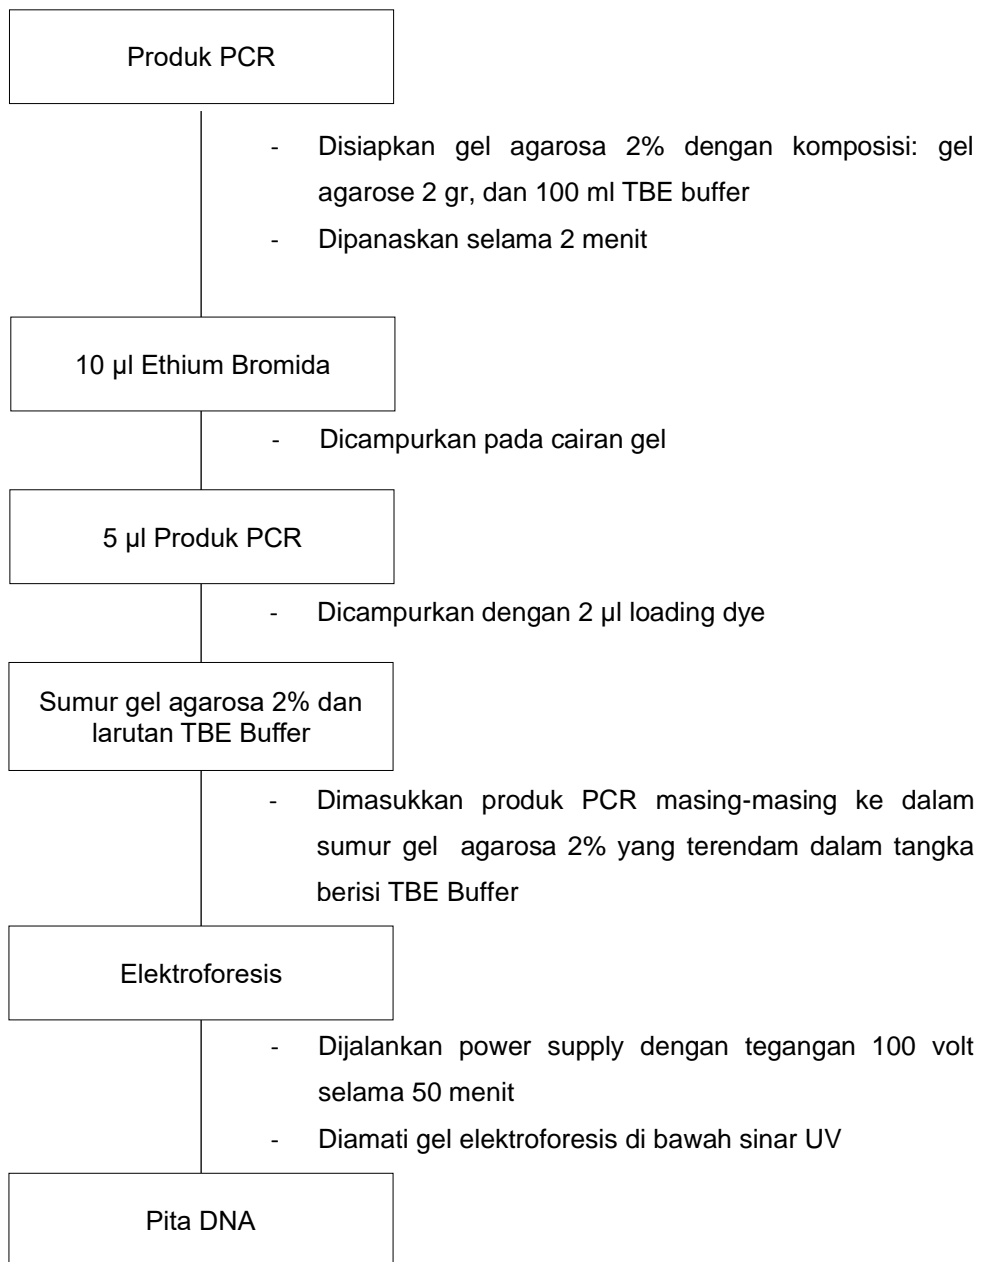 Produk PCR
- Disiapkan gel agarosa 2% dengan komposisi: gel
agarose 2 gr, dan 100 ml TBE buffer
- Dipanaskan selama 2 menit
10 µl Ethium Bromida
- Dicampurkan pada cairan gel
5 µl Produk PCR
- Dicampurkan dengan 2 µl loading dye
Sumur gel agarosa 2% dan
larutan TBE Buffer
- Dimasukkan produk PCR masing-masing ke dalam
sumur gel agarosa 2% yang terendam dalam tangka
berisi TBE Buffer
Elektroforesis
- Dijalankan power supply dengan tegangan 100 volt
selama 50 menit
- Diamati gel elektroforesis di bawah sinar UV
Pita DNA